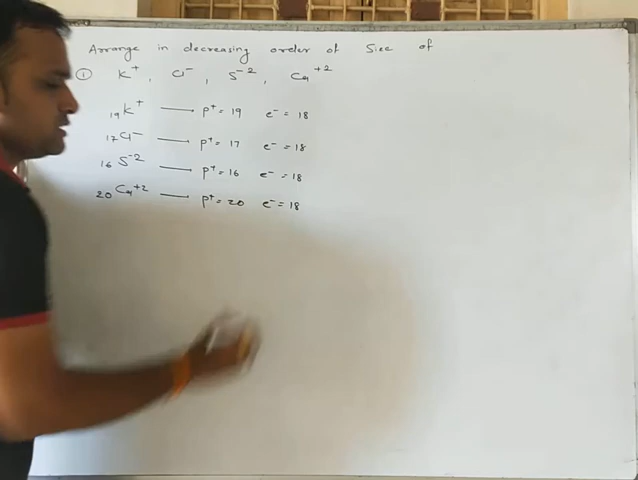 Arrange in decreasing order of Size of
① K⁺, Cl⁻, S⁻², Ca⁺²
₁₉K⁺ ⟶ p⁺ = 19 e⁻ = 18
₁₇Cl⁻ ⟶ p⁺ = 17 e⁻ = 18
₁₆S⁻² ⟶ p⁺ = 16 e⁻ = 18
₂₀Ca⁺² ⟶ p⁺ = 20 e⁻ = 18